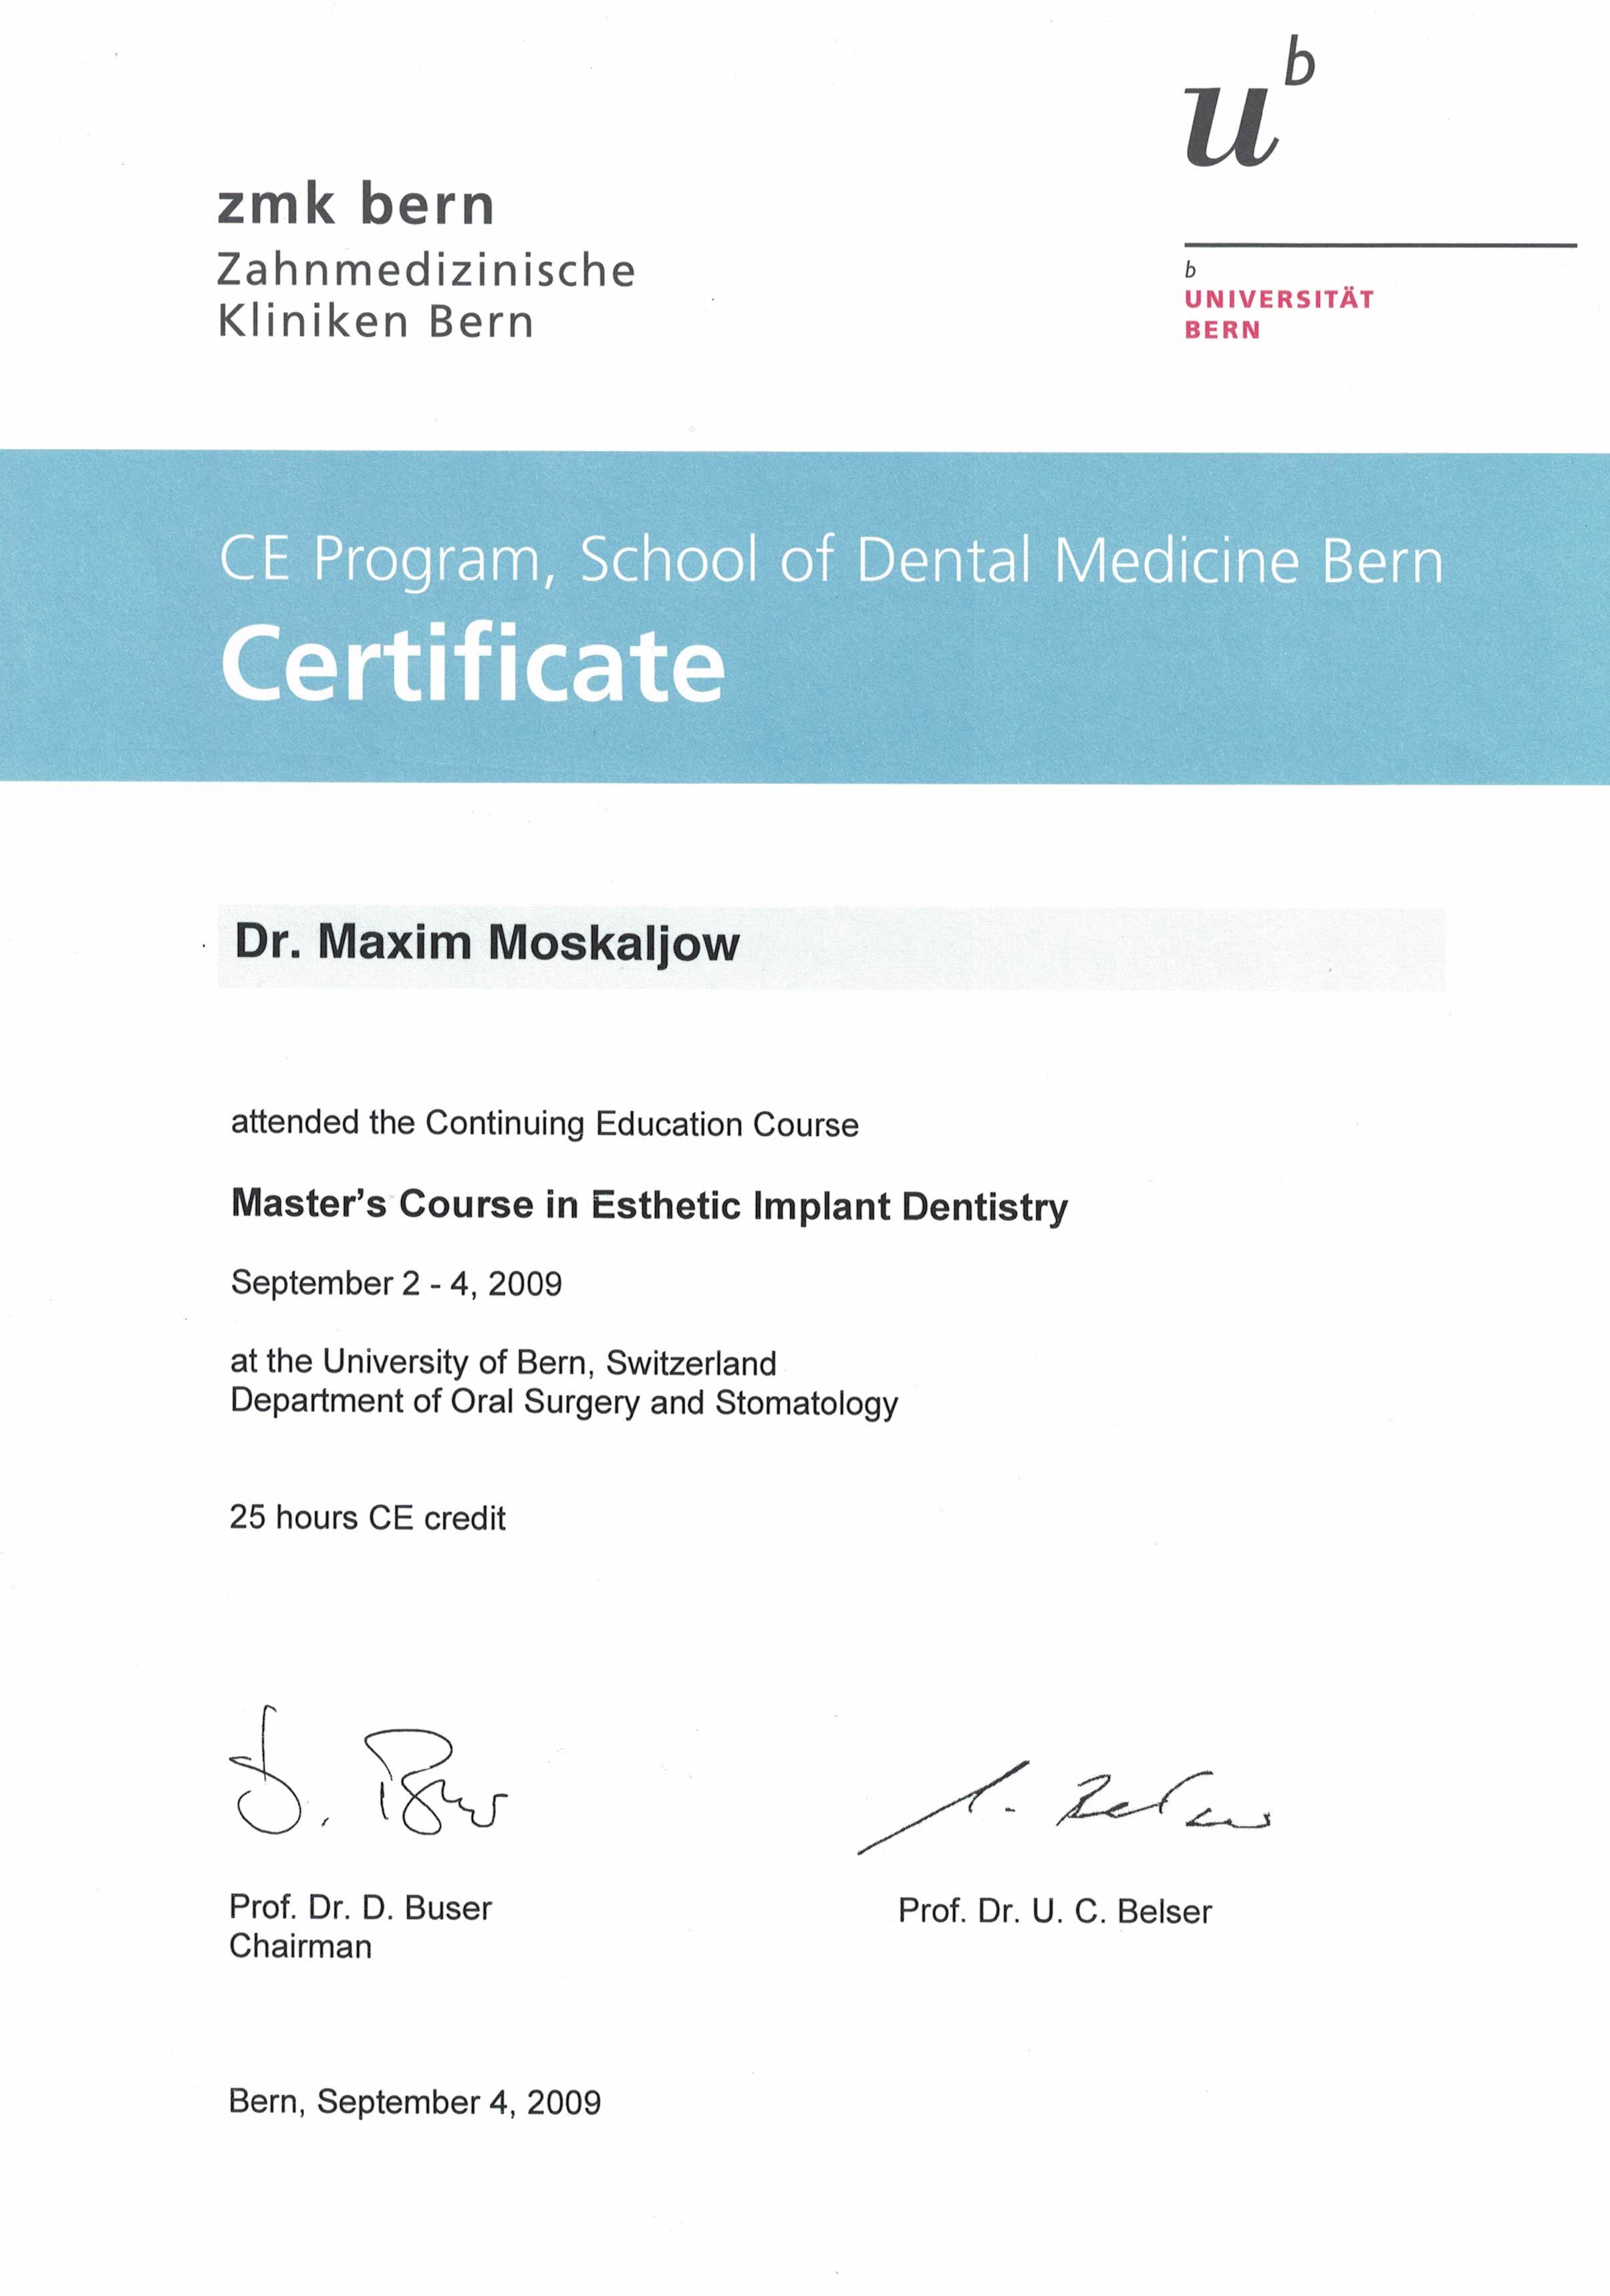 u b
zmk bern
Zahnmedizinische
Kliniken Bern
b
UNIVERSITÄT
BERN
CE Program, School of Dental Medicine Bern
Certificate
Dr. Maxim Moskaljow
attended the Continuing Education Course
Master's Course in Esthetic Implant Dentistry
September 2 - 4, 2009
at the University of Bern, Switzerland
Department of Oral Surgery and Stomatology
25 hours CE credit
D. Buser
Prof. Dr. D. Buser
Chairman
Prof. Dr. U. C. Belser
Bern, September 4, 2009